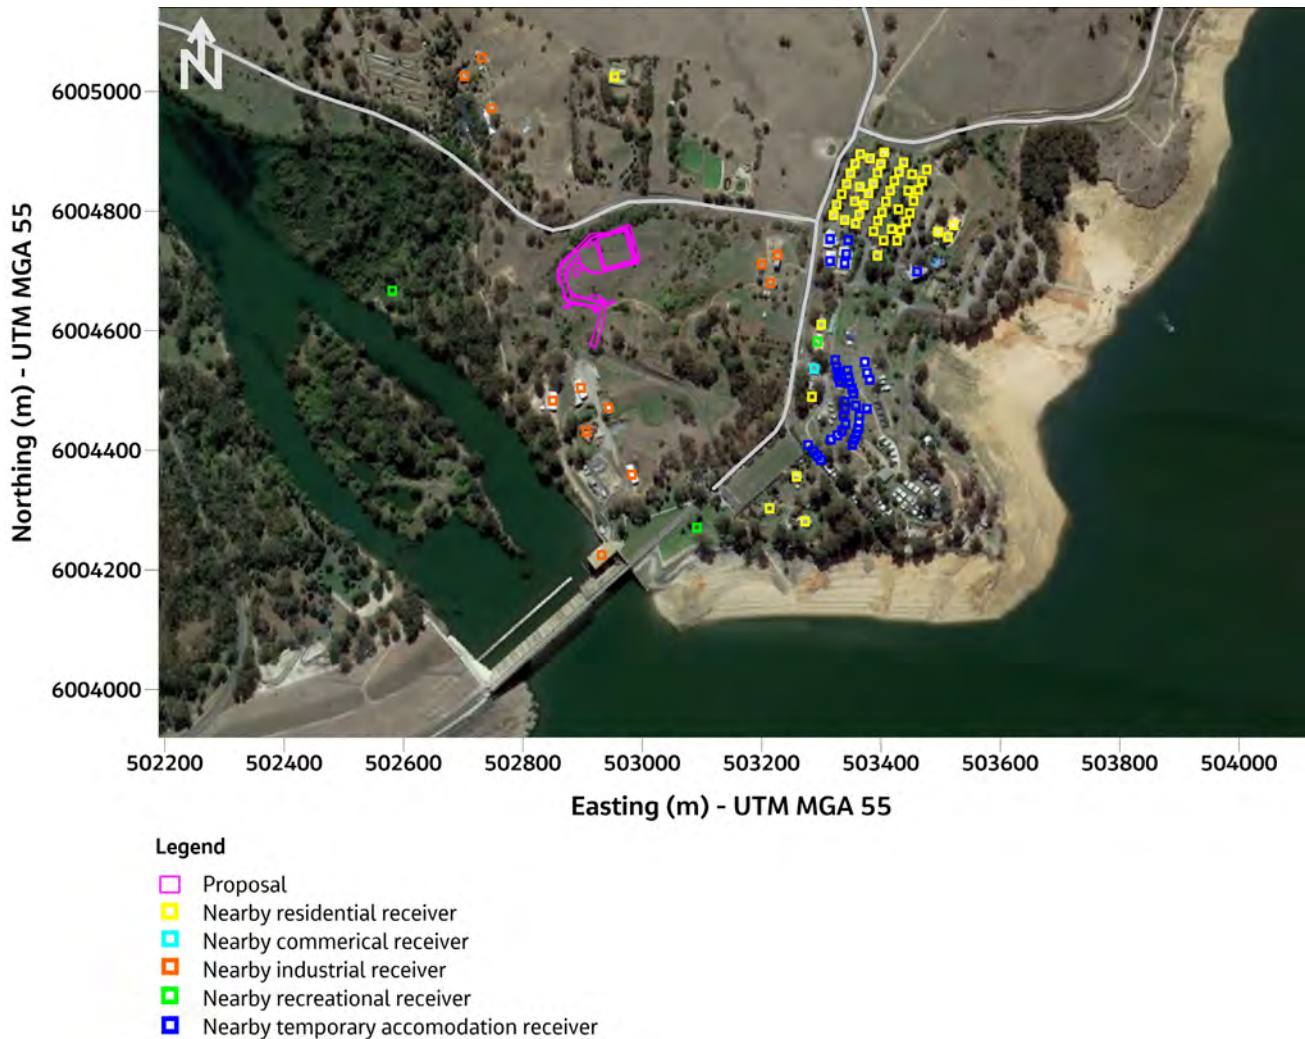 N
6005000
6004800
6004600
6004400
6004200
6004000
Northing (m) - UTM MGA 55
502200 502400 502600 502800 503000 503200 503400 503600 503800 504000
Easting (m) - UTM MGA 55
Legend
Proposal
Nearby residential receiver
Nearby commerical receiver
Nearby industrial receiver
Nearby recreational receiver
Nearby temporary accomodation receiver